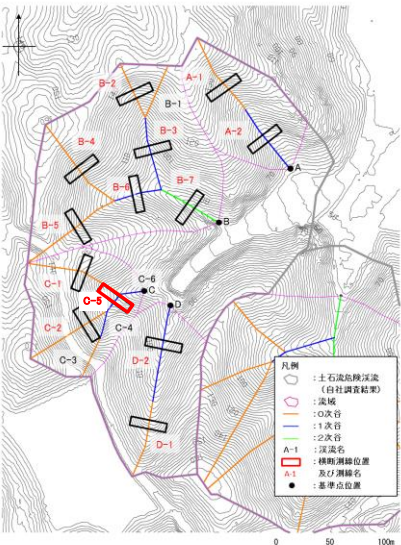 B-2
A-1
B-1
A-2
B-3
B-4
A
B-6
B-7
B-5
B
C-1
C-6
C
C-5
D
C-2
C-4
C-3
D-2
D-1
凡例
：土石流危険渓流
（自社調査結果）
：流域
：0次谷
：1次谷
：2次谷
A-1 ：渓流名
：横断測線位置
A-1 及び測線名
：基準点位置
0 50 100m